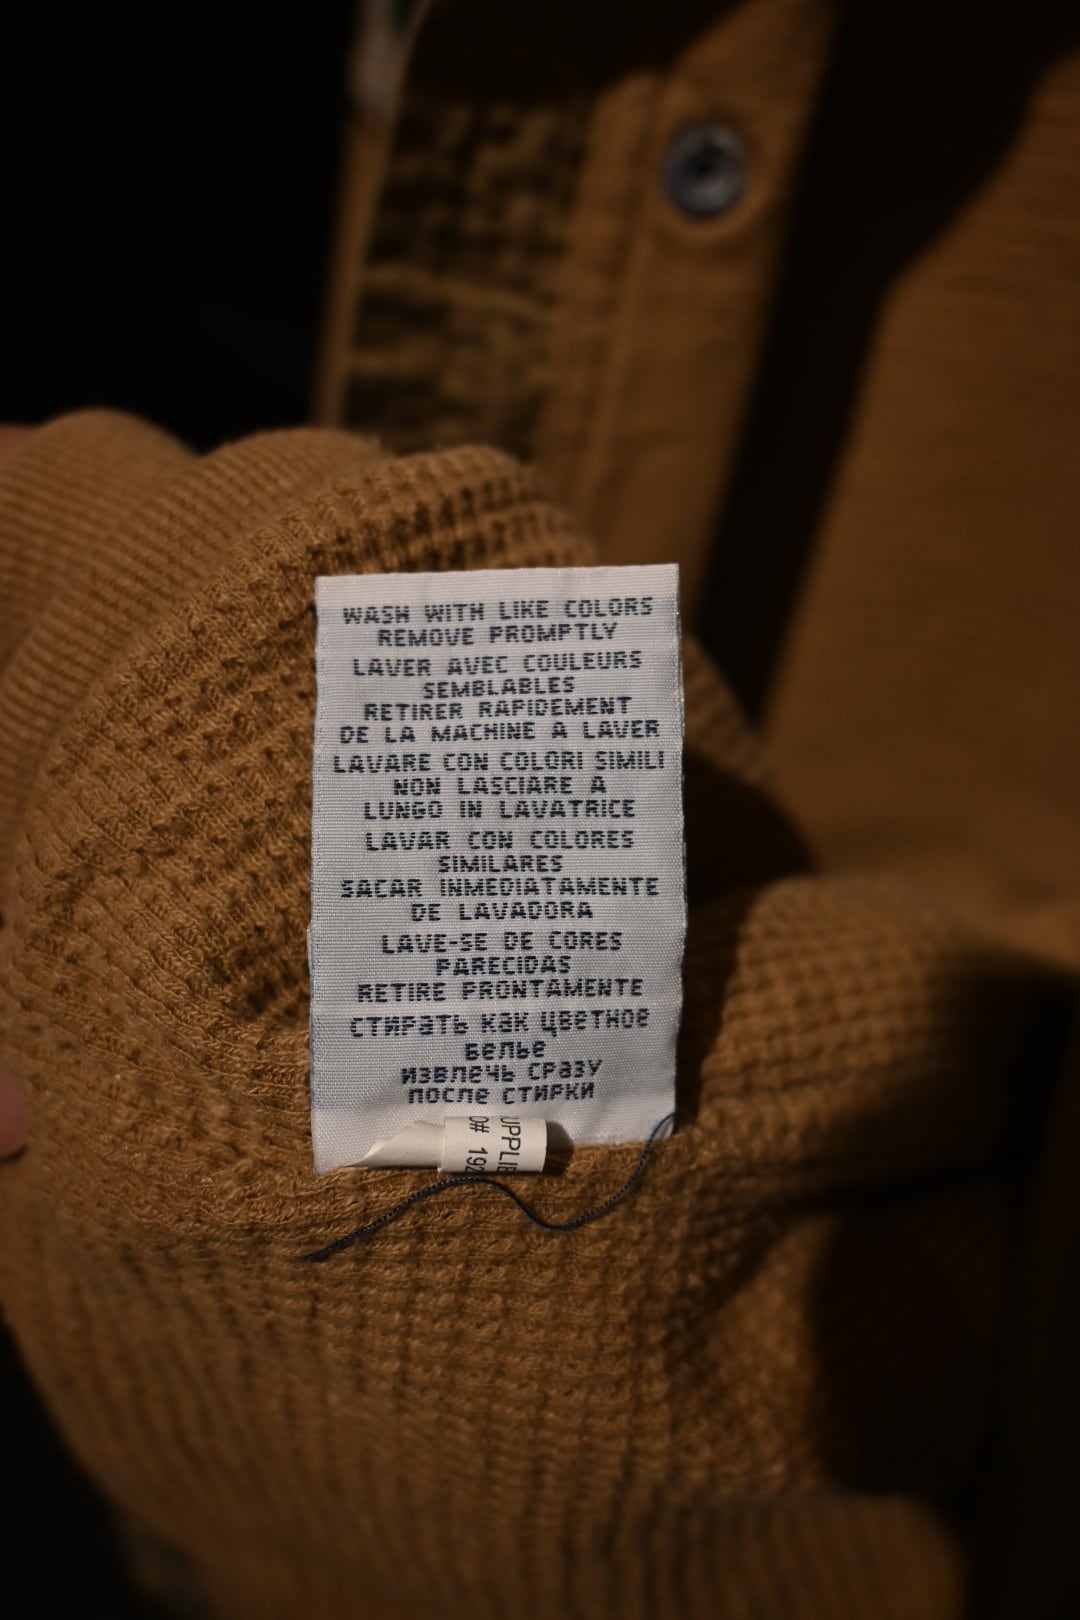 WASH WITH LIKE COLORS
REMOVE PROMPTLY
LAVER AVEC COULEURS
SEMBLABLES
RETIRER RAPIDEMENT
DE LA MACHINE A LAVER
LAVARE CON COLORI SIMILI
NON LASCIARE A
LUNGO IN LAVATRICE
LAVAR CON COLORES
SIMILARES
SACAR INMEDIATAMENTE
DE LAVADORA
LAVE-SE DE CORES
PARECIDAS
RETIRE PRONTAMENTE
СТИРАТЬ КАК ЦВЕТНОЕ
БЕЛЬЕ
ИЗВЛЕЧЬ СРАЗУ
ПОСЛЕ СТИРКИ